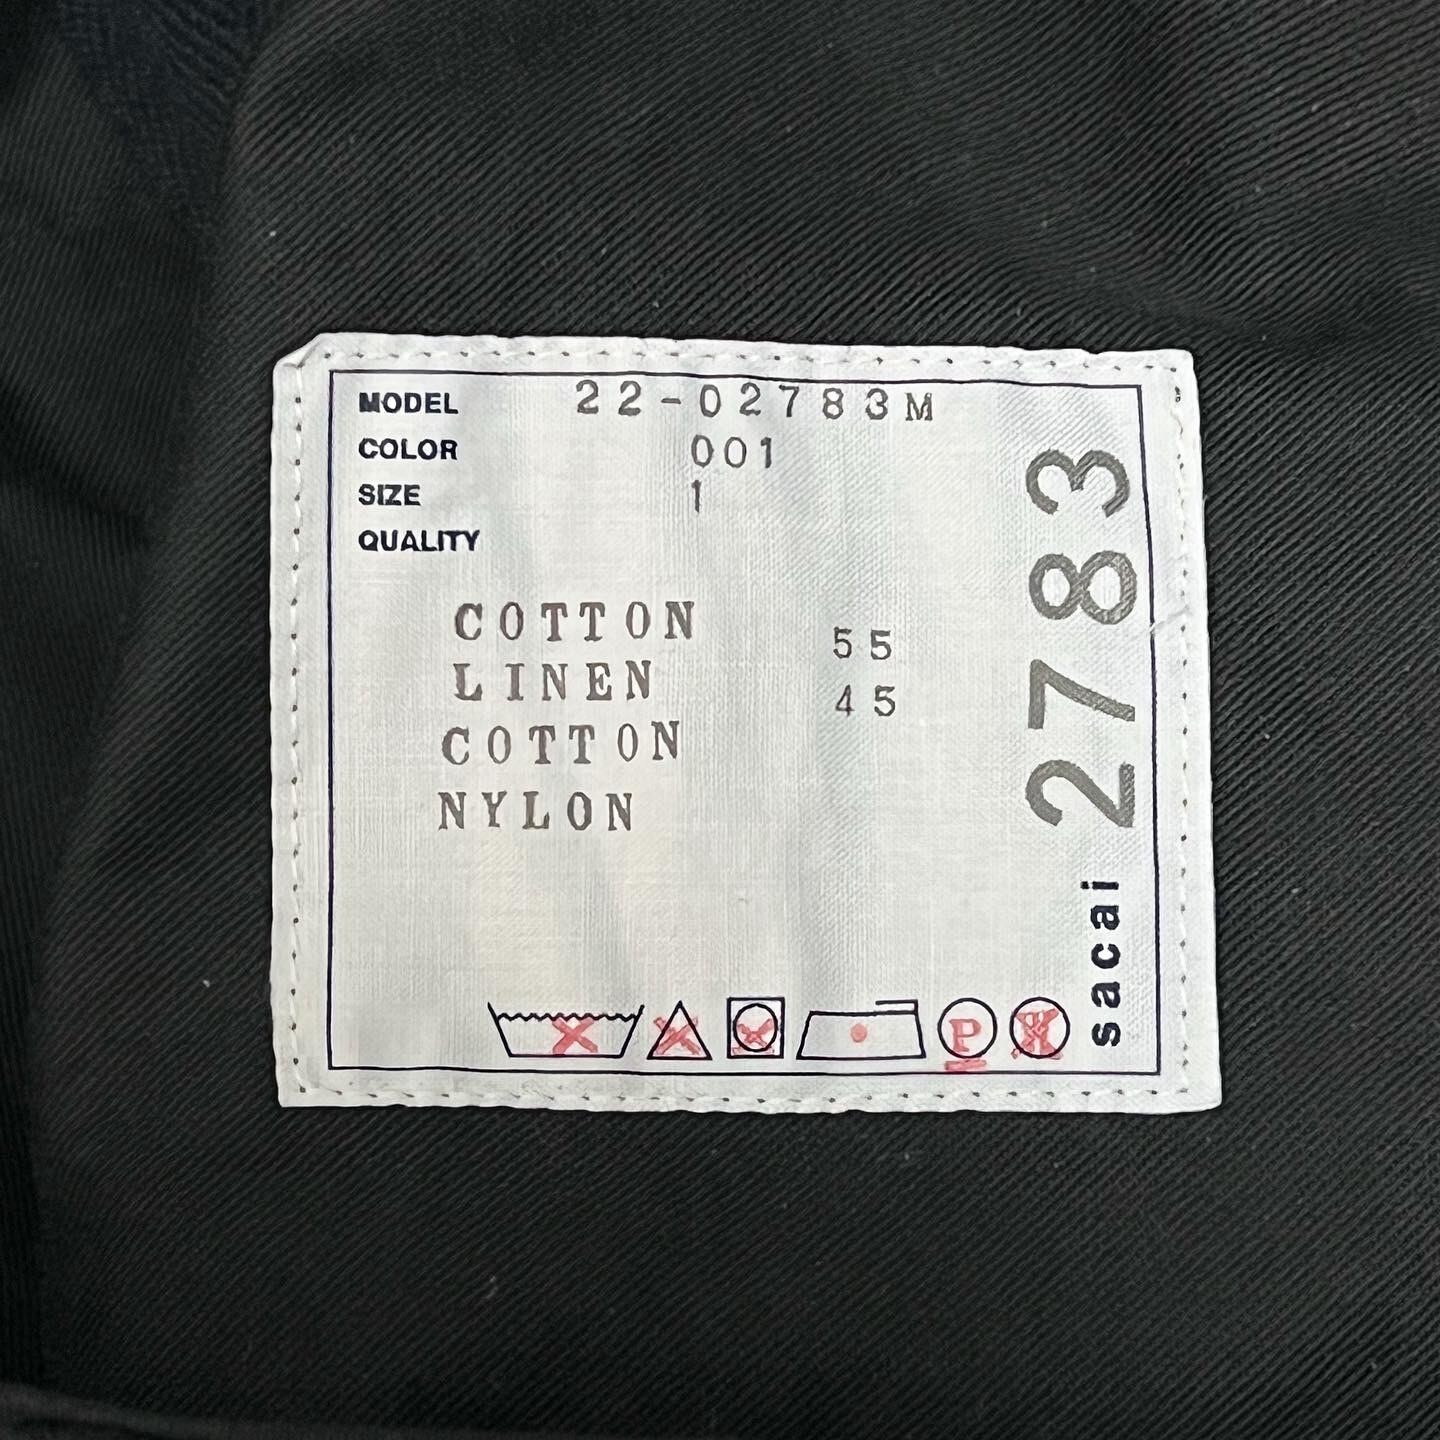 MODEL 22-02783M
COLOR 001
SIZE 1
QUALITY
COTTON 55
LINEN 45
COTTON
NYLON
P
sacai 2783